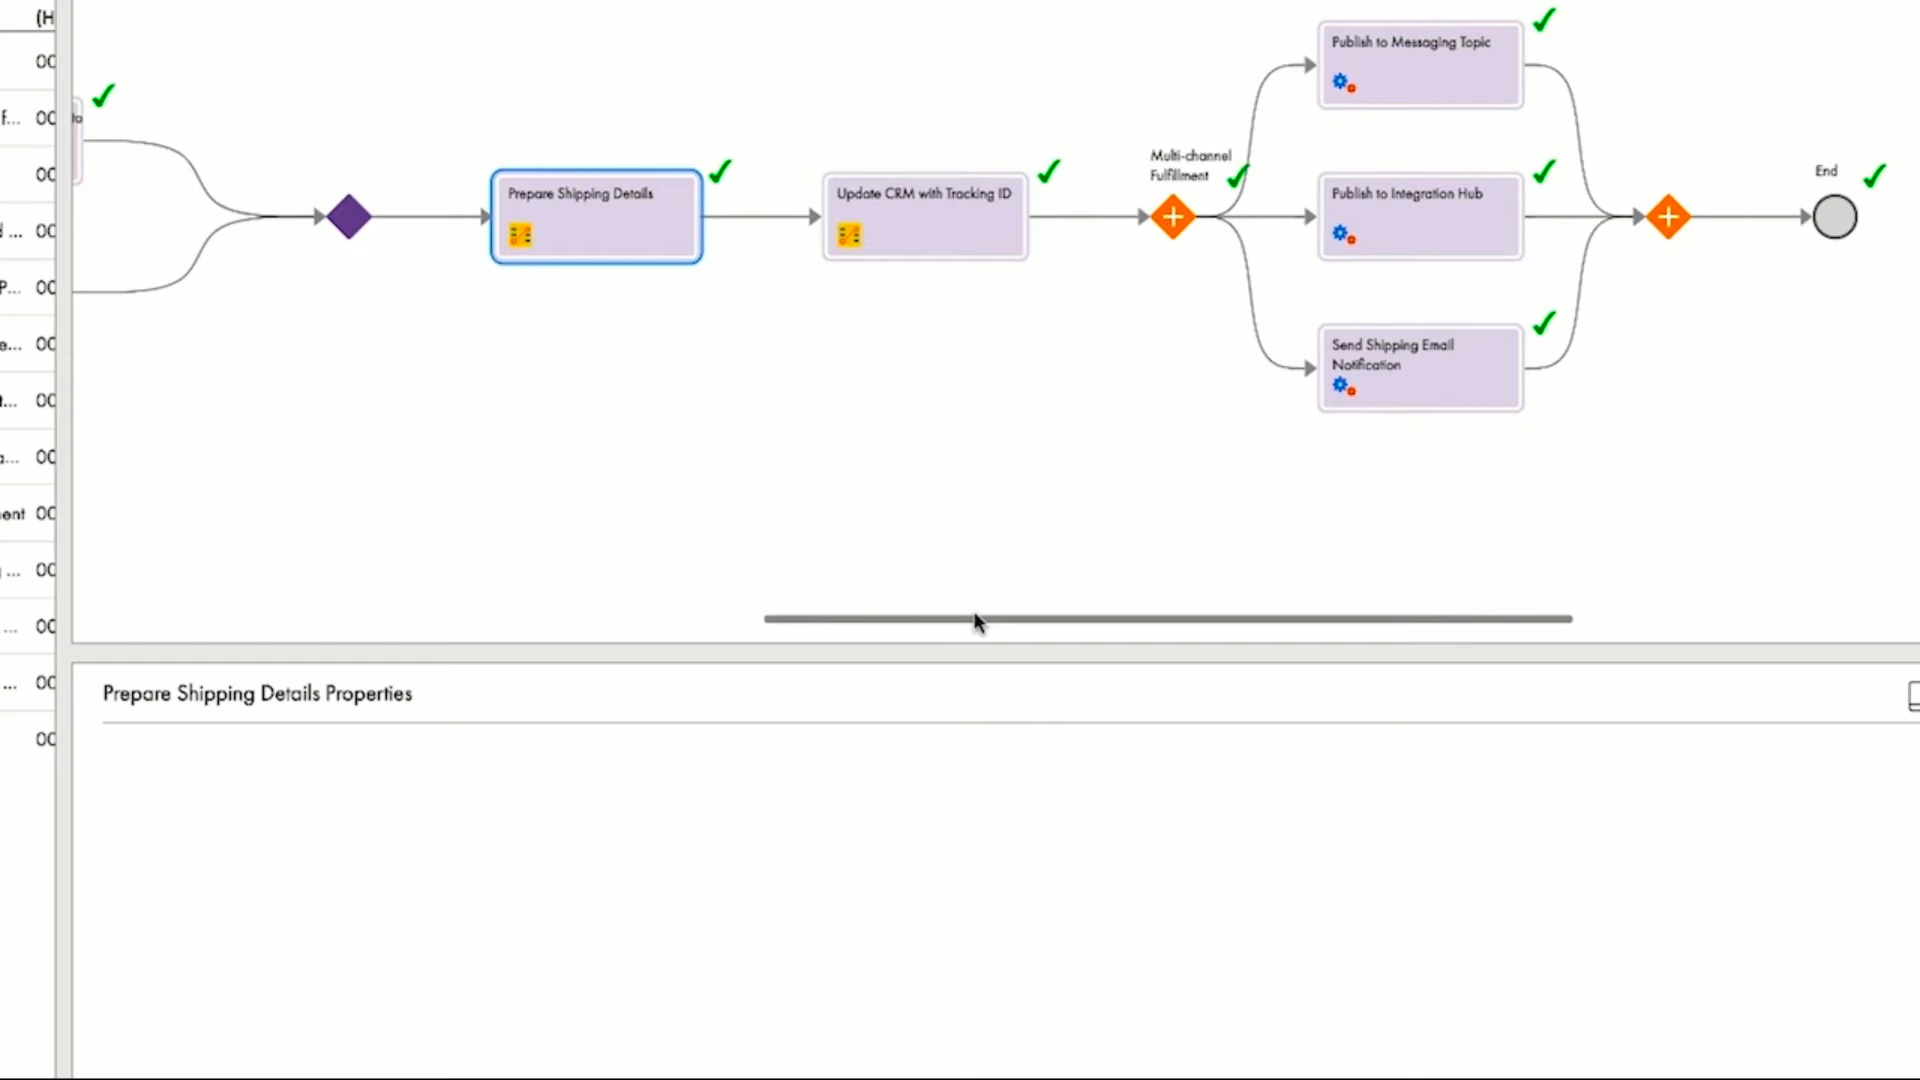 (H
00
f... 00
00
d ... 00
P... 00
e... 00
t... 00
a... 00
ent 00
... 00
... 00
... 00
00
Publish to Messaging Topic
Multi-channel
Fulfillment
Prepare Shipping Details
Update CRM with Tracking ID
Publish to Integration Hub
End
Send Shipping Email
Notification
Prepare Shipping Details Properties